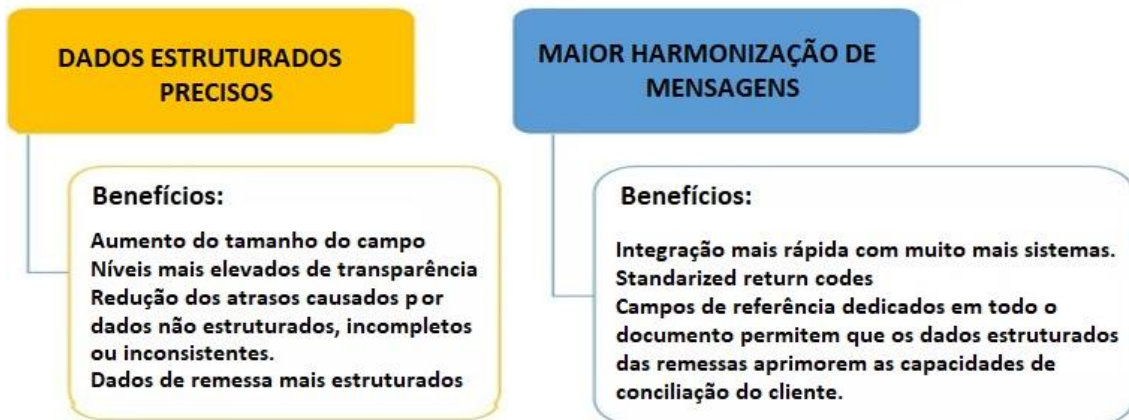 DADOS ESTRUTURADOS
PRECISOS
Benefícios:
Aumento do tamanho do campo
Níveis mais elevados de transparência
Redução dos atrasos causados por
dados não estruturados, incompletos
ou inconsistentes.
Dados de remessa mais estruturados
MAIOR HARMONIZAÇÃO DE
MENSAGENS
Benefícios:
Integração mais rápida com muito mais sistemas.
Standarized return codes
Campos de referência dedicados em todo o
documento permitem que os dados estruturados
das remessas aprimorem as capacidades de
conciliação do cliente.